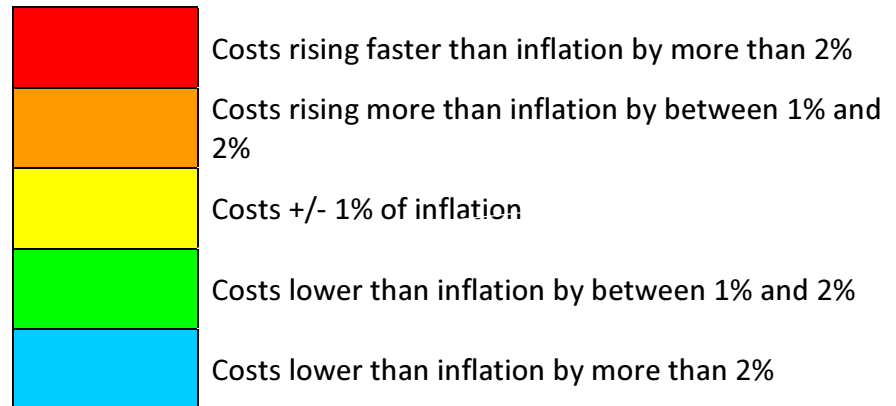 Costs rising faster than inflation by more than 2%
Costs rising more than inflation by between 1% and
2%
Costs +/- 1% of inflation
Costs lower than inflation by between 1% and 2%
Costs lower than inflation by more than 2%